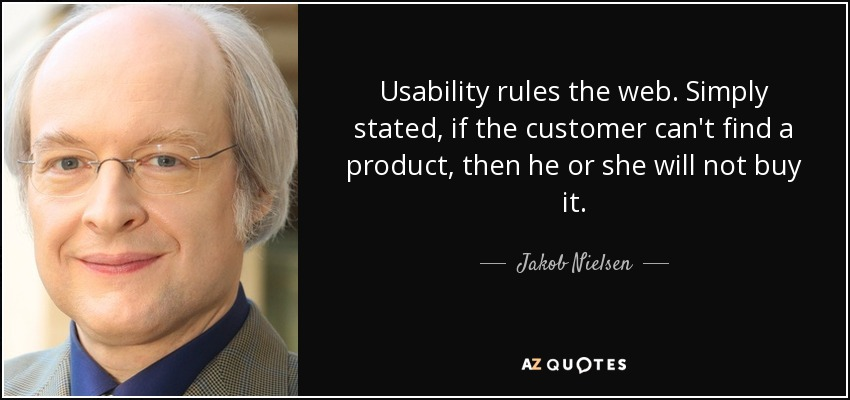 Usability rules the web. Simply
stated, if the customer can't find a
product, then he or she will not buy
it.
Jakob Nielsen
AZ QUOTES